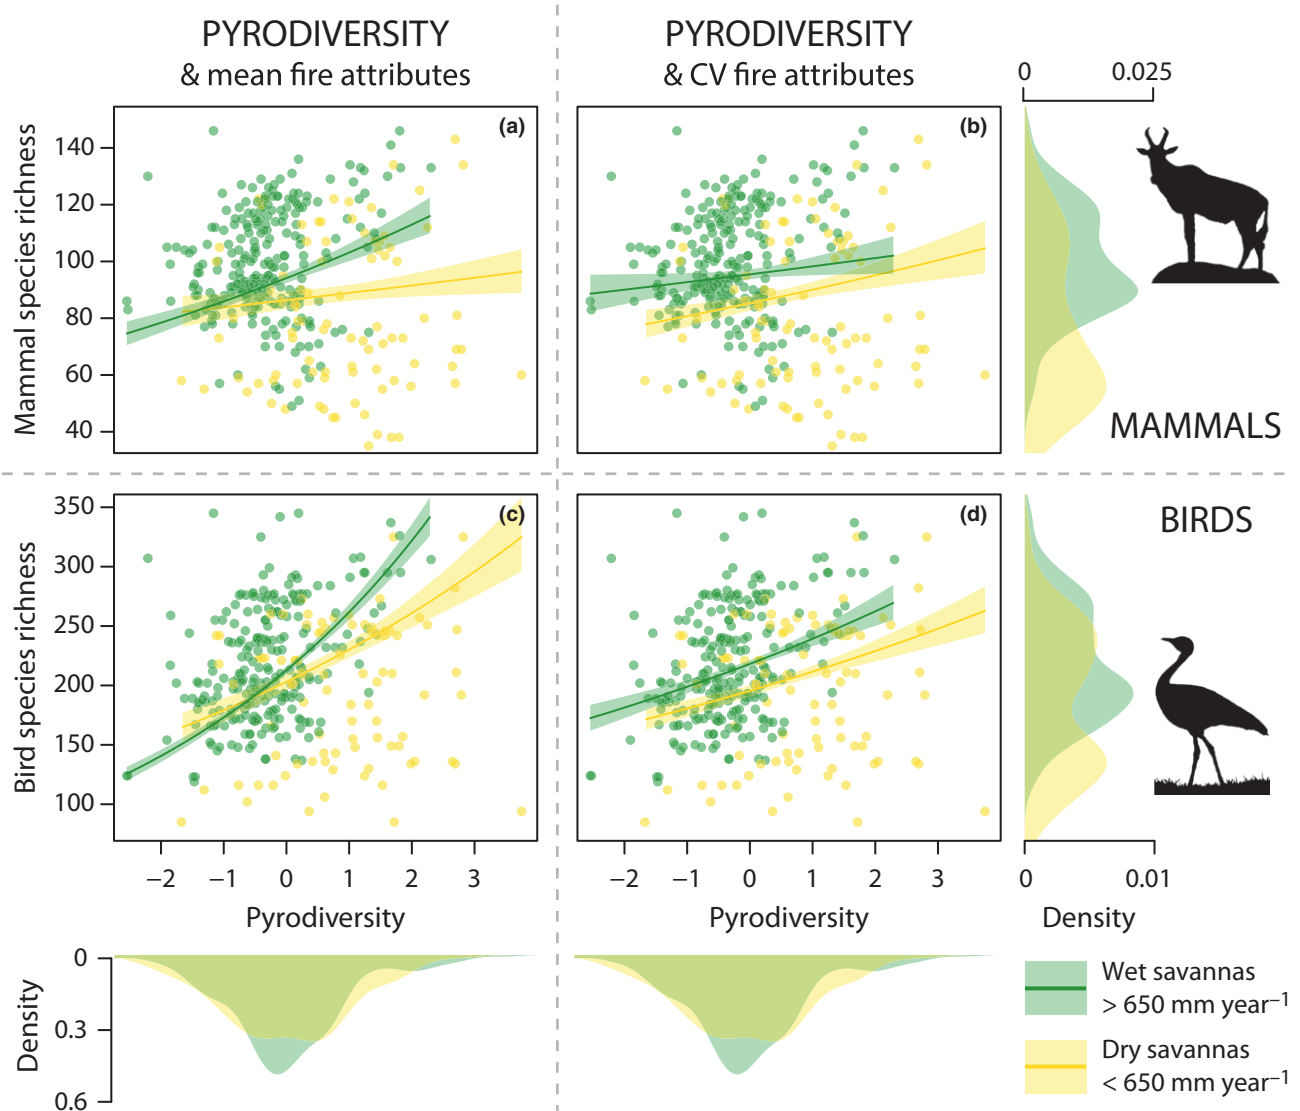 PYRODIVERSITY
& mean fire attributes
PYRODIVERSITY
& CV fire attributes
0 0.025
Mammal species richness
140
120
100
80
60
40
(a)
(b)
MAMMALS
Bird species richness
350
300
250
200
150
100
(c)
(d)
BIRDS
−2 −1 0 1 2 3
Pyrodiversity
−2 −1 0 1 2 3
Pyrodiversity
0 0.01
Density
Density
0
0.3
0.6
Wet savannas
> 650 mm year⁻¹
Dry savannas
< 650 mm year⁻¹